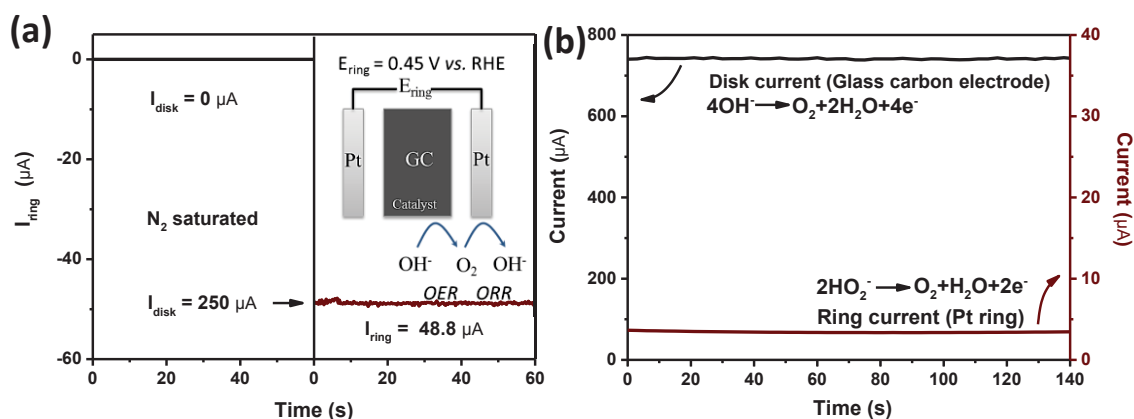 (a)
0
-20
-40
-60
I_ring (µA)
I_disk = 0 µA
N₂ saturated
I_disk = 250 µA
0 20 40 0 20 40 60
Time (s)
E_ring = 0.45 V vs. RHE
E_ring
Pt
GC
Pt
Catalyst
OH⁻ O₂ OH⁻
OER ORR
I_ring = 48.8 µA
(b)
800
600
400
200
0
Current (µA)
Disk current (Glass carbon electrode)
4OH⁻ → O₂+2H₂O+4e⁻
2HO₂⁻ → O₂+H₂O+2e⁻
Ring current (Pt ring)
40
30
20
10
0
Current (µA)
0 20 40 60 80 100 120 140
Time (s)